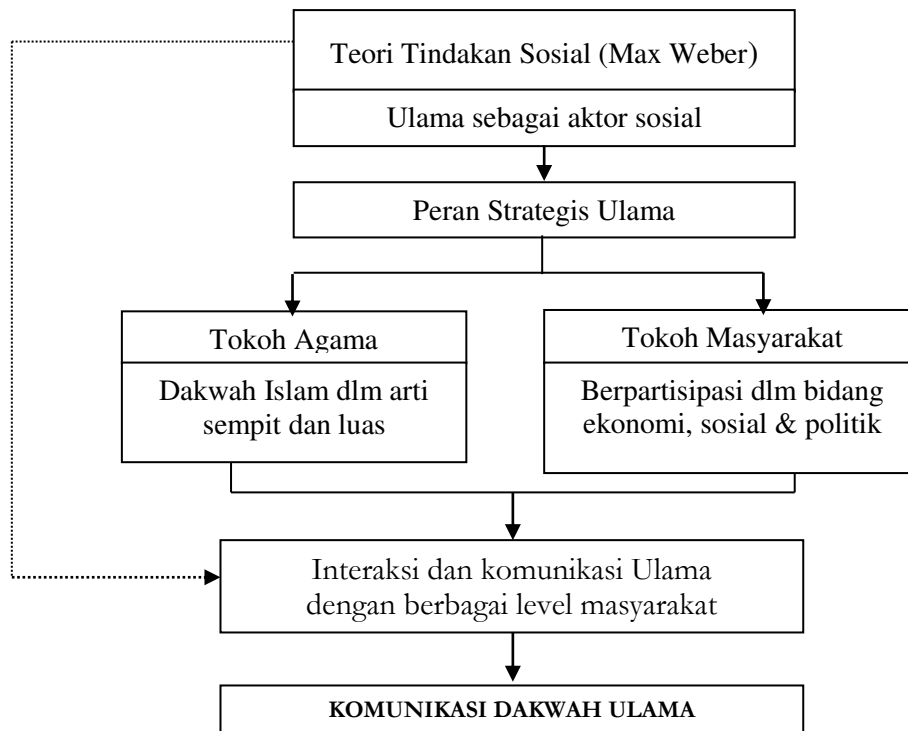 Teori Tindakan Sosial (Max Weber)
Ulama sebagai aktor sosial
Peran Strategis Ulama
Tokoh Agama
Dakwah Islam dlm arti
sempit dan luas
Tokoh Masyarakat
Berpartisipasi dlm bidang
ekonomi, sosial & politik
Interaksi dan komunikasi Ulama
dengan berbagai level masyarakat
KOMUNIKASI DAKWAH ULAMA